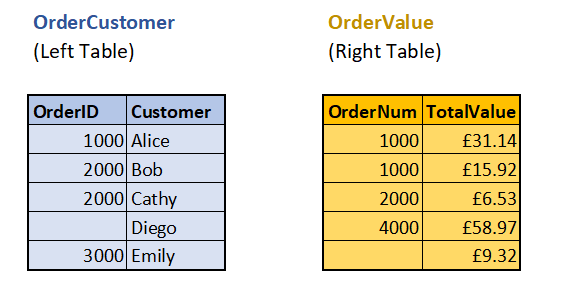 OrderCustomer OrderValue
(Left Table) (Right Table)
OrderID Customer OrderNum TotalValue
1000 Alice 1000 £31.14
2000 Bob 1000 £15.92
2000 Cathy 2000 £6.53
Diego 4000 £58.97
3000 Emily £9.32